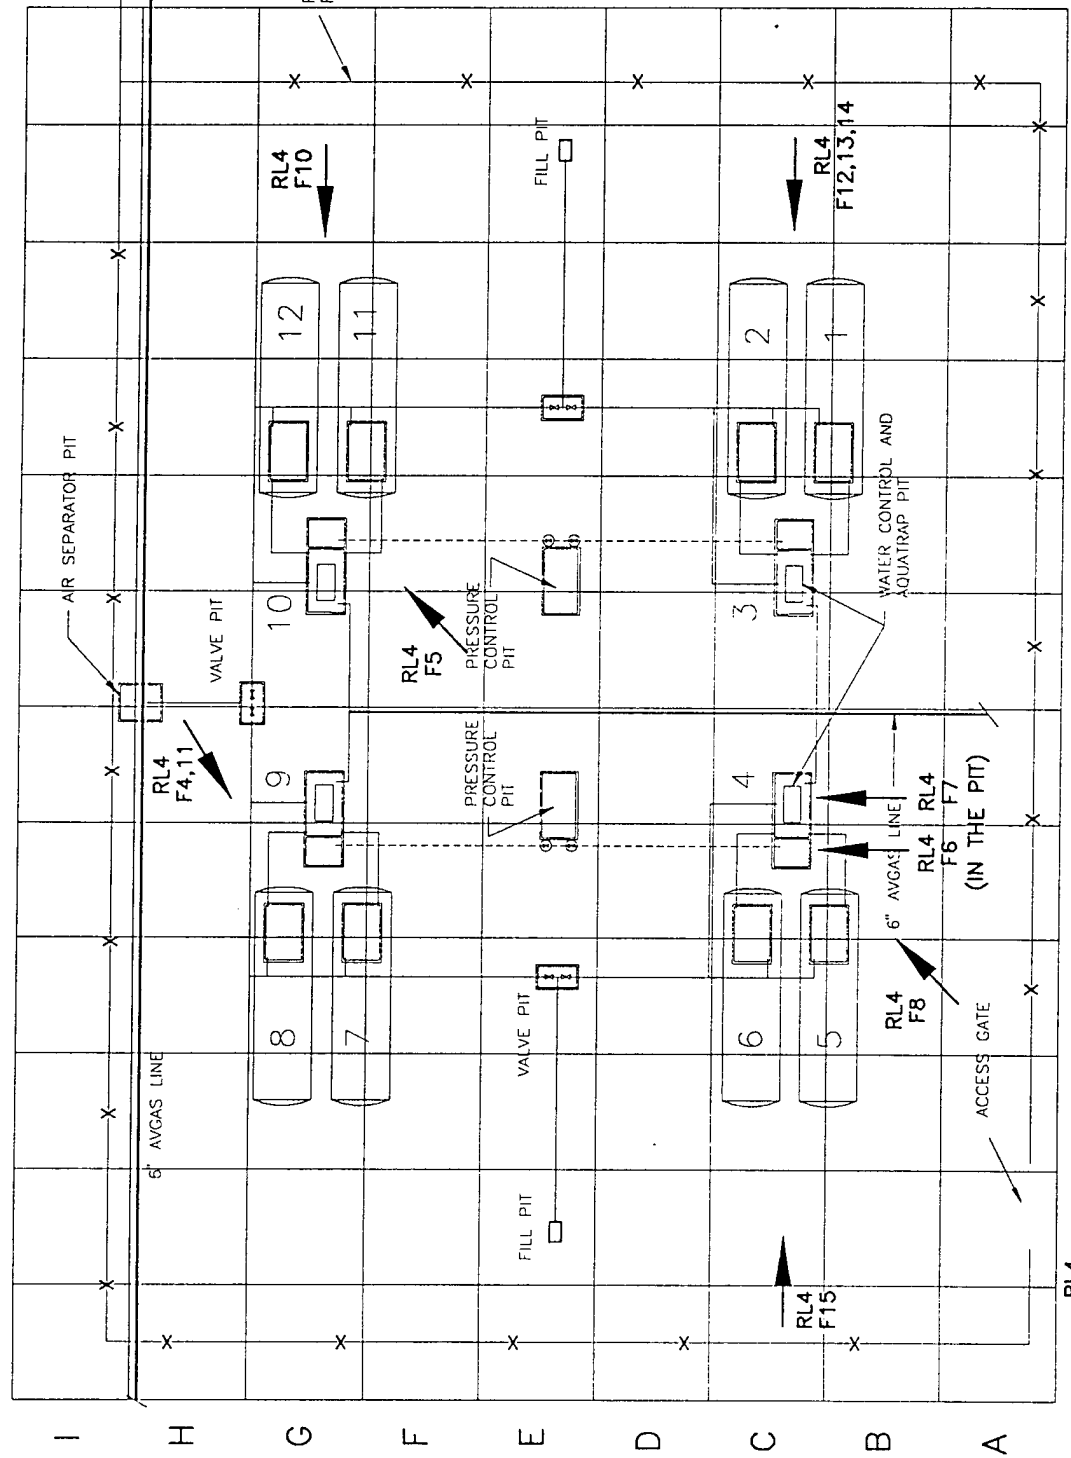 AIR SEPARATOR PIT
VALVE PIT
RL4
F4,11
RL4
F10
6" AVGAS LINE
12
11
10
9
8
7
RL4
F5
PRESSURE
CONTROL
PIT
PRESSURE
CONTROL
PIT
FILL PIT
VALVE PIT
FILL PIT
2
1
3
4
6
5
RL4
F12,13,14
WATER CONTROL AND
AQUATRAP PIT
6" AVGAS LINE
RL4
F7
RL4
F6
(IN THE PIT)
RL4
F8
RL4
F15
ACCESS GATE
RL4
I
H
G
F
E
D
C
B
A